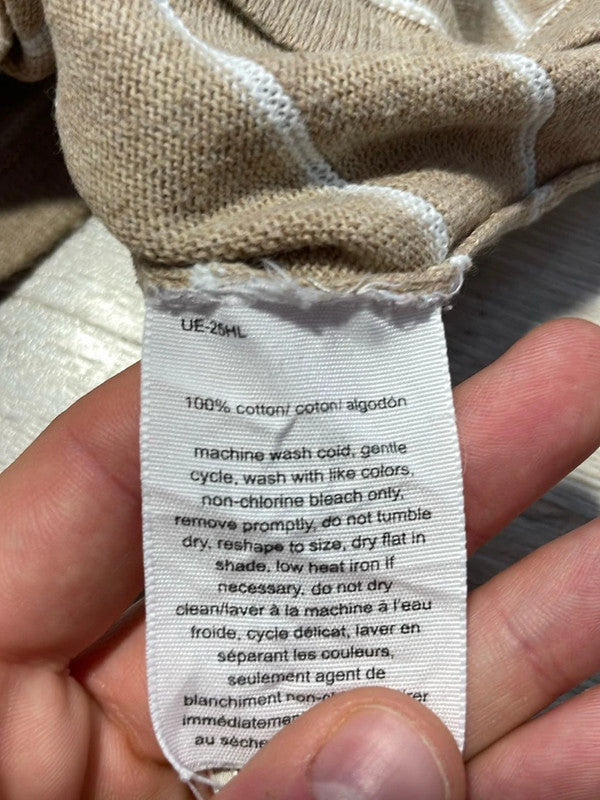 UE-25HL
100% cotton/ coton/ algodón
machine wash cold, gentle
cycle, wash with like colors,
non-chlorine bleach only,
remove promptly, do not tumble
dry, reshape to size, dry flat in
shade, low heat iron if
necessary, do not dry
clean/laver à la machine à l'eau
froide, cycle délicat, laver en
séparant les couleurs,
seulement agent de
blanchiment
au